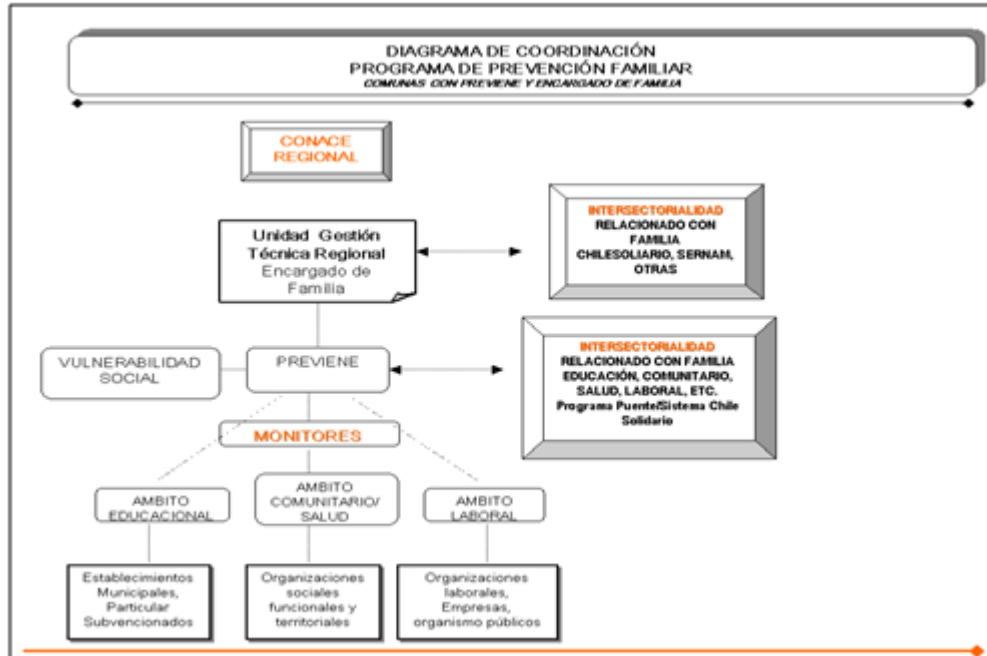 DIAGRAMA DE COORDINACIÓN
PROGRAMA DE PREVENCIÓN FAMILIAR
COMUNAS CON PREVIENE Y ENCARGADO DE FAMILIA
CONACE
REGIONAL
Unidad Gestión
Técnica Regional
Encargado de
Familia
INTERSECTORIALIDAD
RELACIONADO CON
FAMILIA
CHILESOLIARIO, SERNAM,
OTRAS
VULNERABILIDAD
SOCIAL
PREVIENE
INTERSECTORIALIDAD
RELACIONADO CON FAMILIA
EDUCACIÓN, COMUNITARIO,
SALUD, LABORAL, ETC.
Programa Puente/Sistema Chile
Solidario
MONITORES
AMBITO
EDUCACIONAL
AMBITO
COMUNITARIO/
SALUD
AMBITO
LABORAL
Establecimientos
Municipales,
Particular
Subvencionados
Organizaciones
sociales
funcionales y
territoriales
Organizaciones
laborales,
Empresas,
organismo públicos